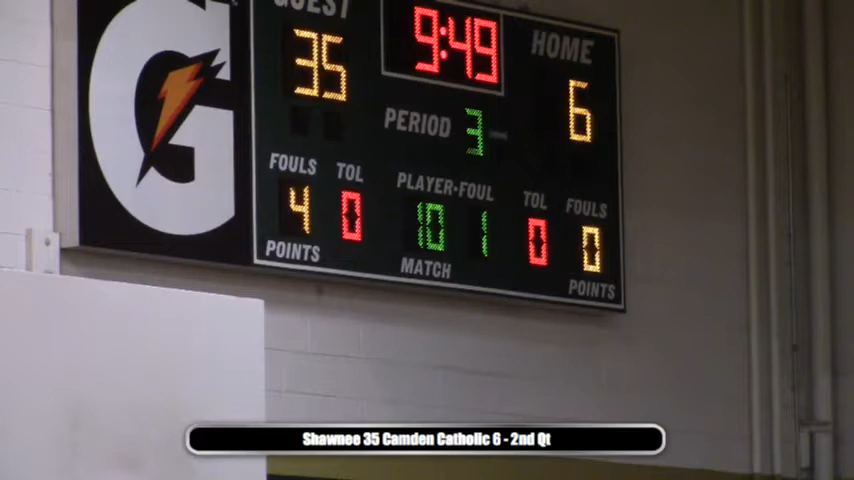 GUEST
9:49
HOME
35
6
PERIOD 3
FOULS TOL PLAYER•FOUL TOL FOULS
4 0 10 1 0 0
POINTS MATCH POINTS
G
Shawnee 35 Camden Catholic 6 - 2nd Qt